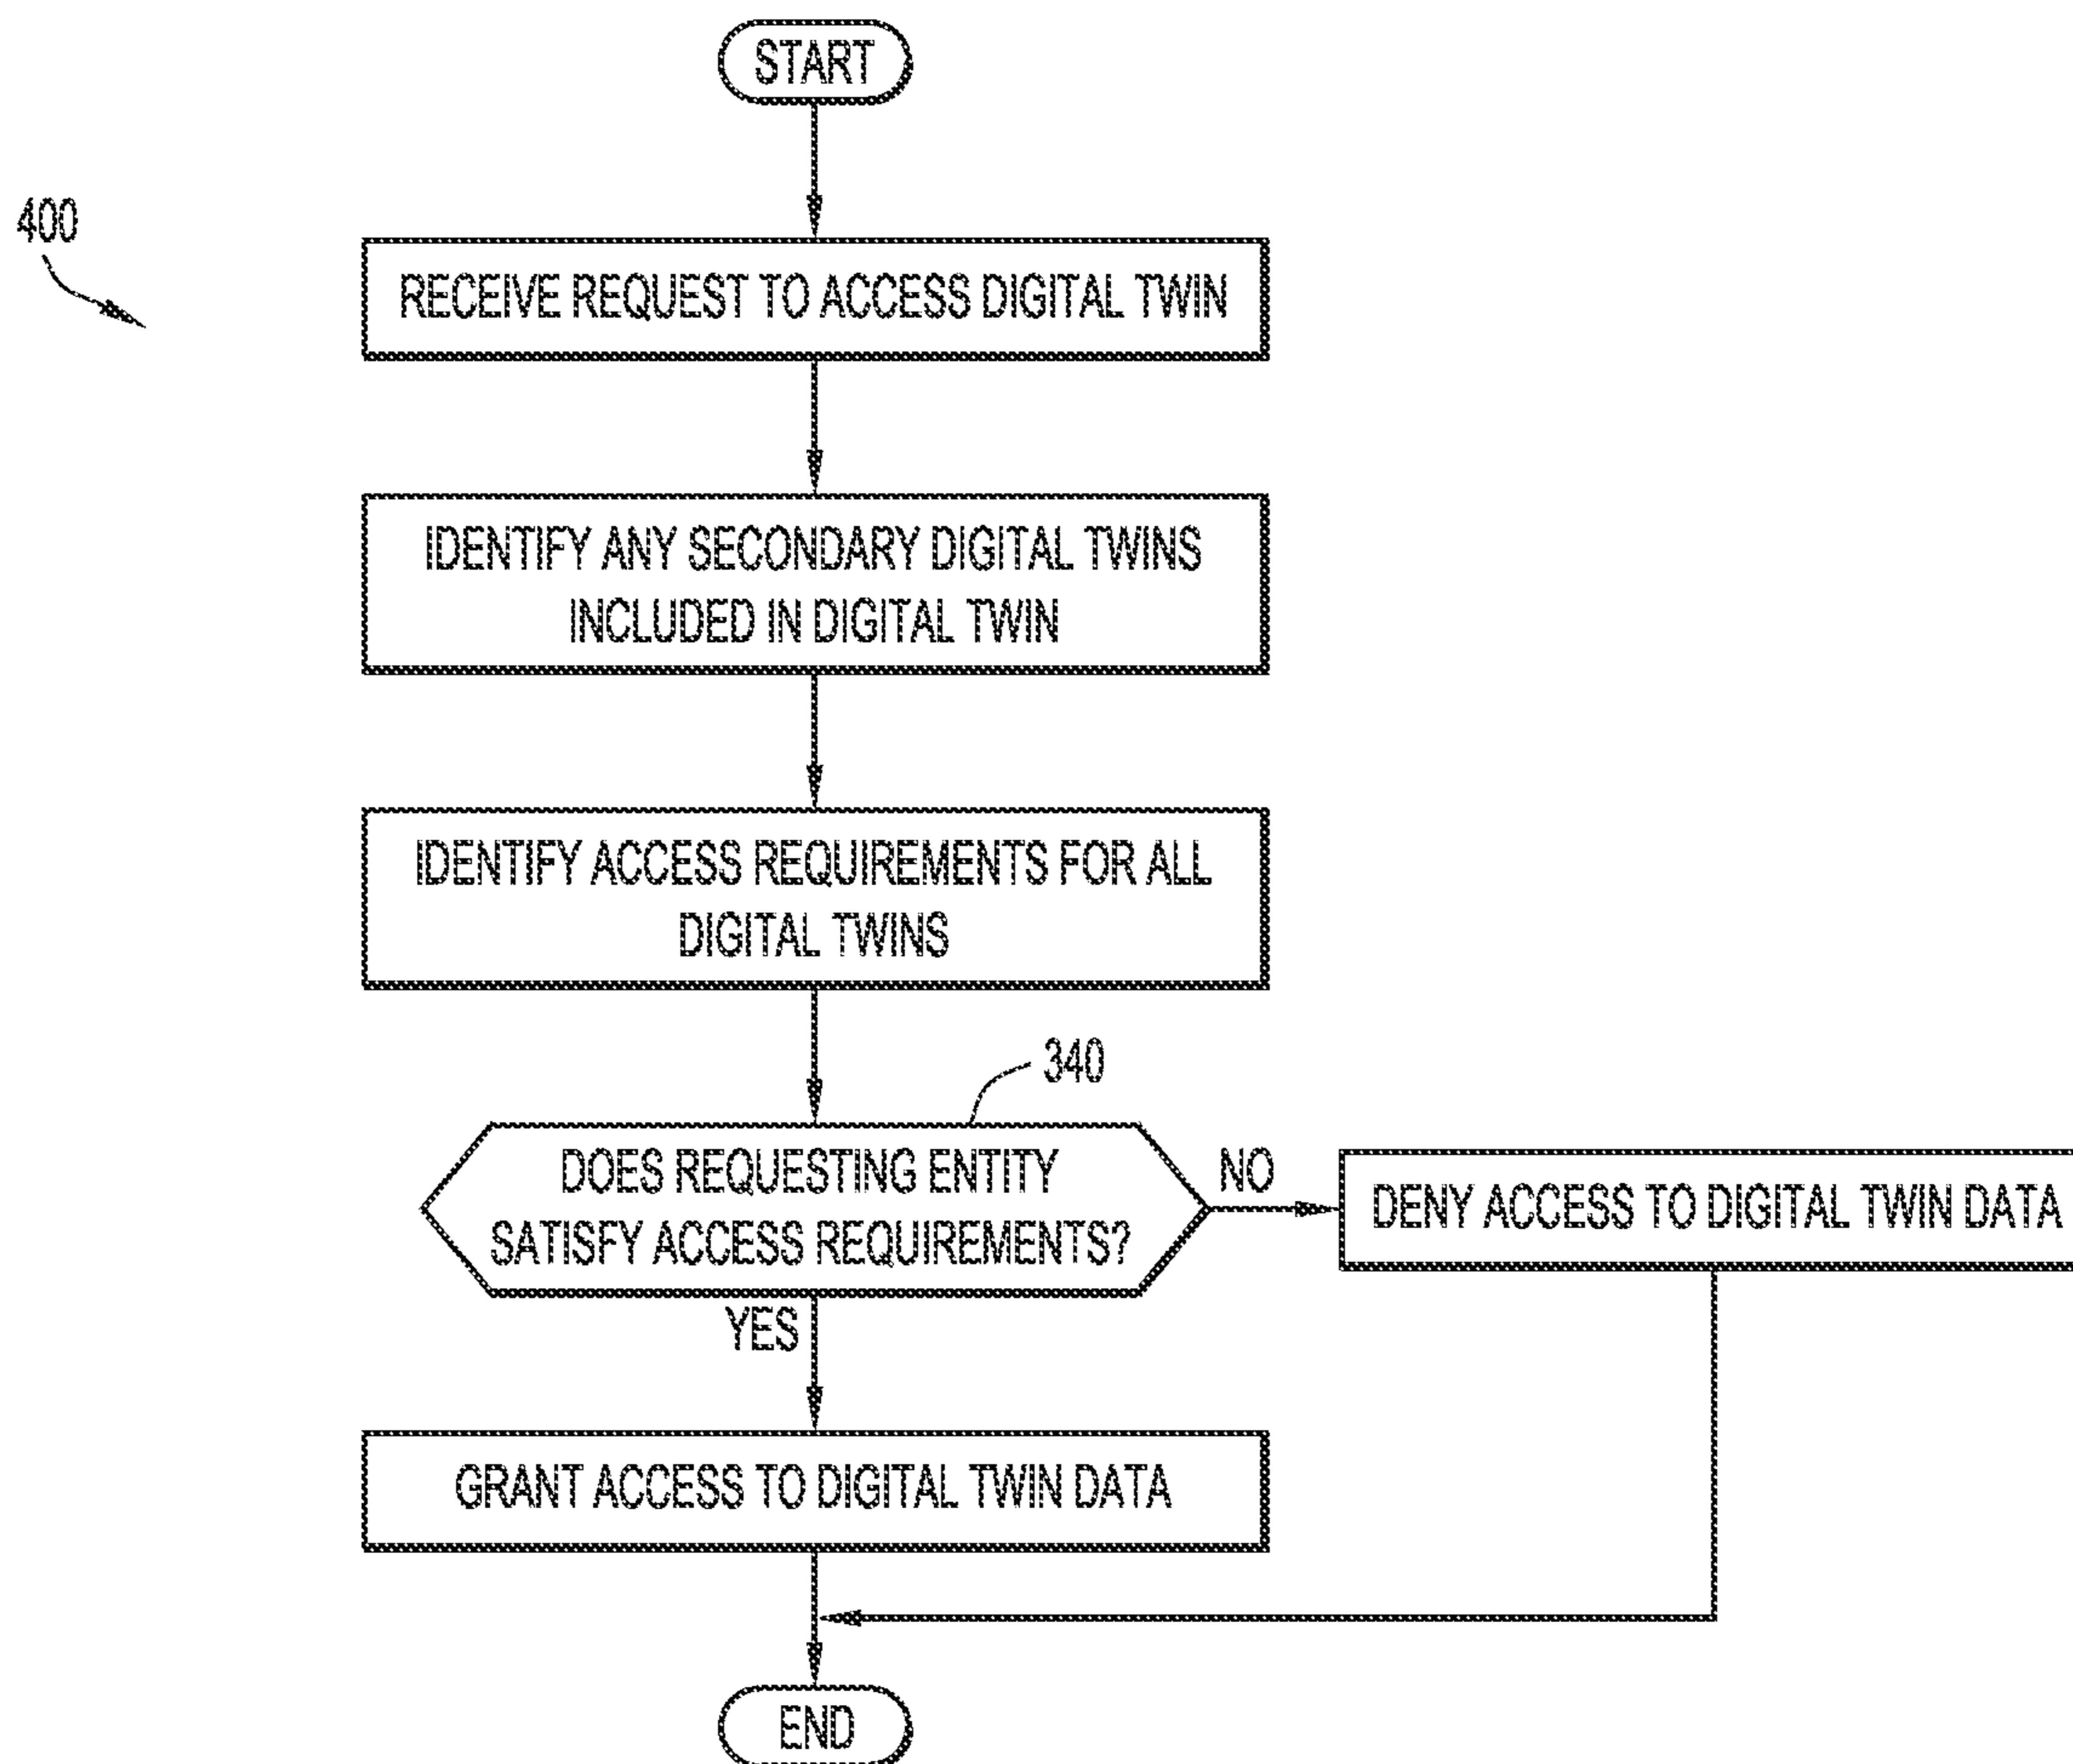 START
400
RECEIVE REQUEST TO ACCESS DIGITAL TWIN
IDENTIFY ANY SECONDARY DIGITAL TWINS
INCLUDED IN DIGITAL TWIN
IDENTIFY ACCESS REQUIREMENTS FOR ALL
DIGITAL TWINS
340
DOES REQUESTING ENTITY
SATISFY ACCESS REQUIREMENTS?
NO
DENY ACCESS TO DIGITAL TWIN DATA
YES
GRANT ACCESS TO DIGITAL TWIN DATA
END